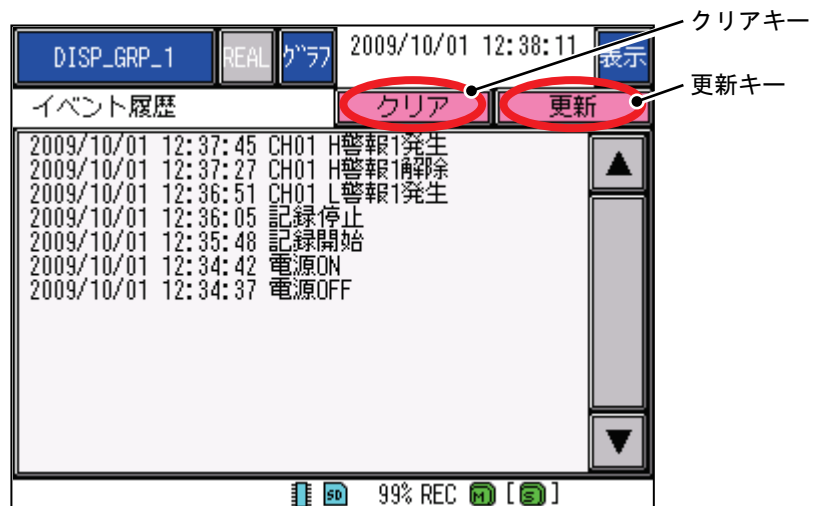 クリアキー
DISP_GRP_1 REAL グラフ 2009/10/01 12:38:11 表示
更新キー
イベント履歴 クリア 更新
2009/10/01 12:37:45 CH01 H警報1発生
2009/10/01 12:37:27 CH01 H警報1解除
2009/10/01 12:36:51 CH01 L警報1発生
2009/10/01 12:36:05 記録停止
2009/10/01 12:35:48 記録開始
2009/10/01 12:34:42 電源ON
2009/10/01 12:34:37 電源OFF
▲
▼
SD 99% REC M [S]